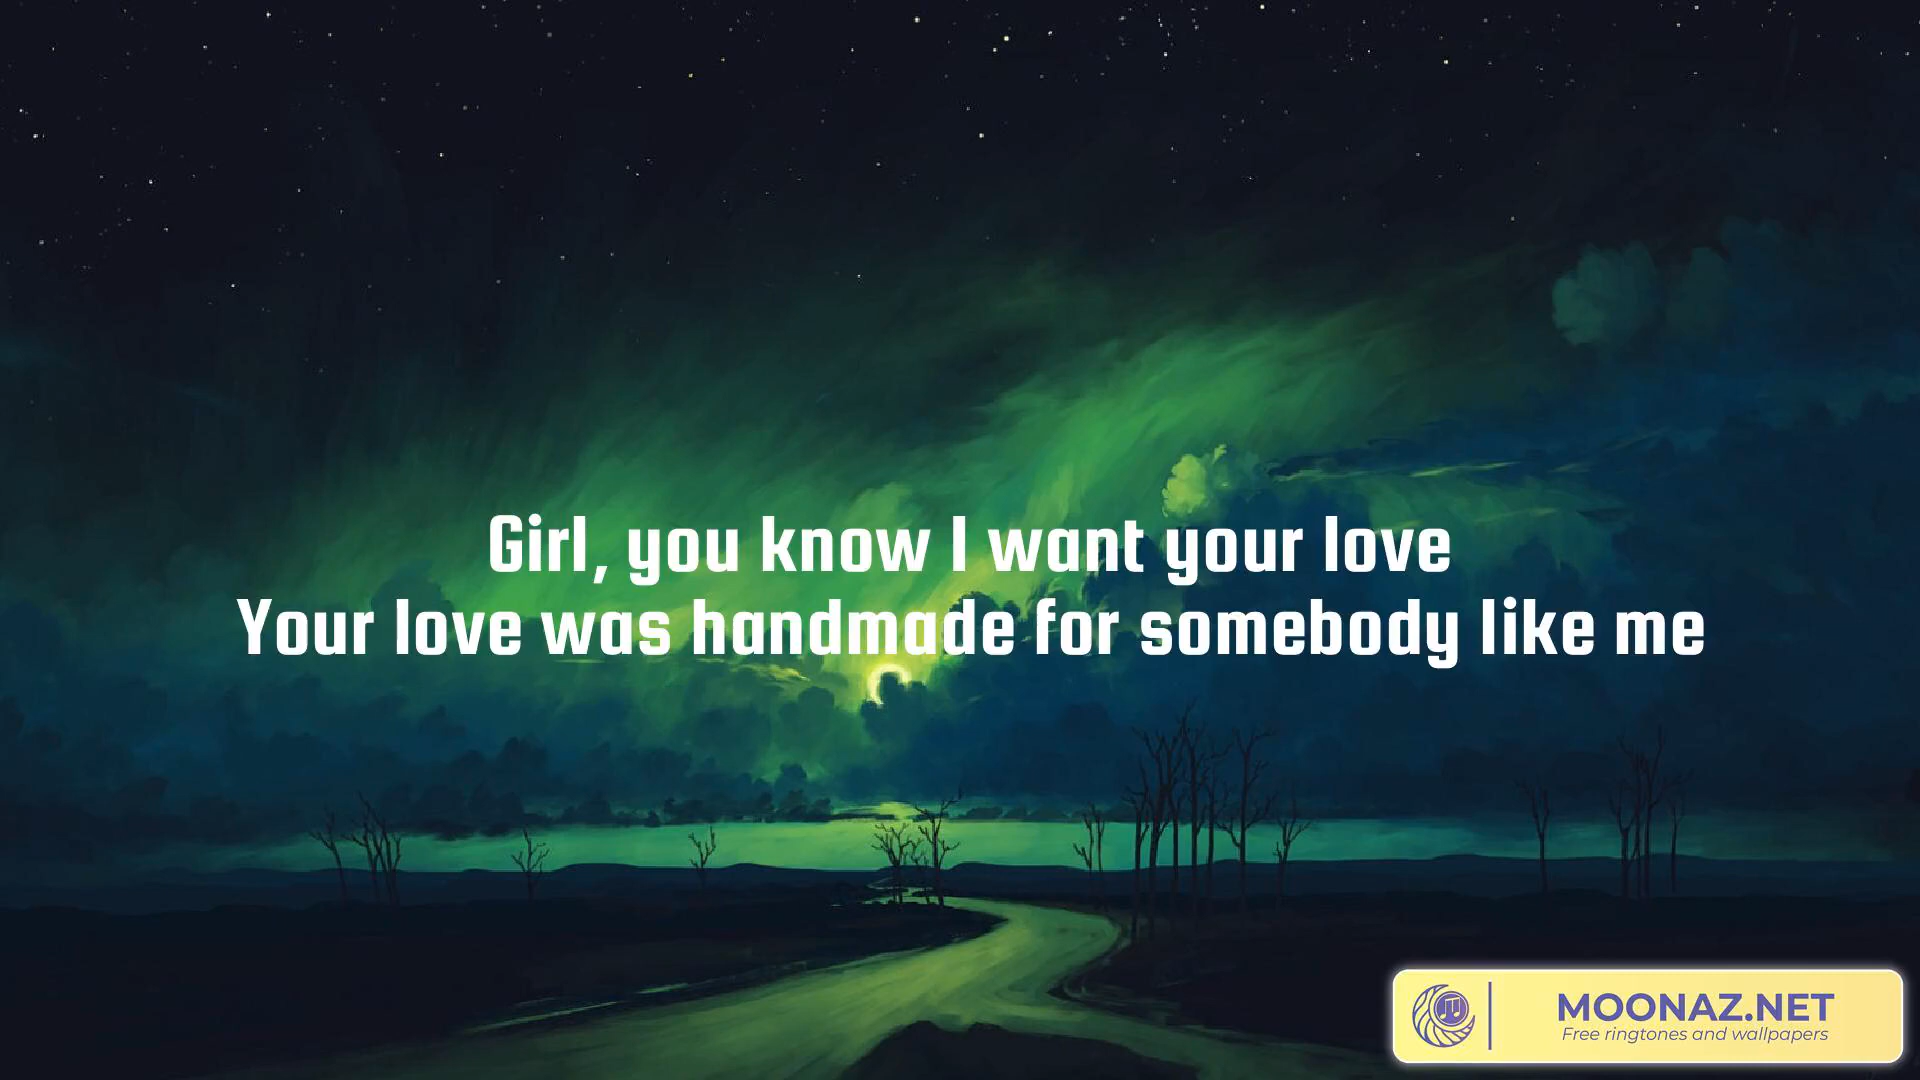 Girl, you know I want your love
Your love was handmade for somebody like me
MOONAZ.NET
Free ringtones and wallpapers